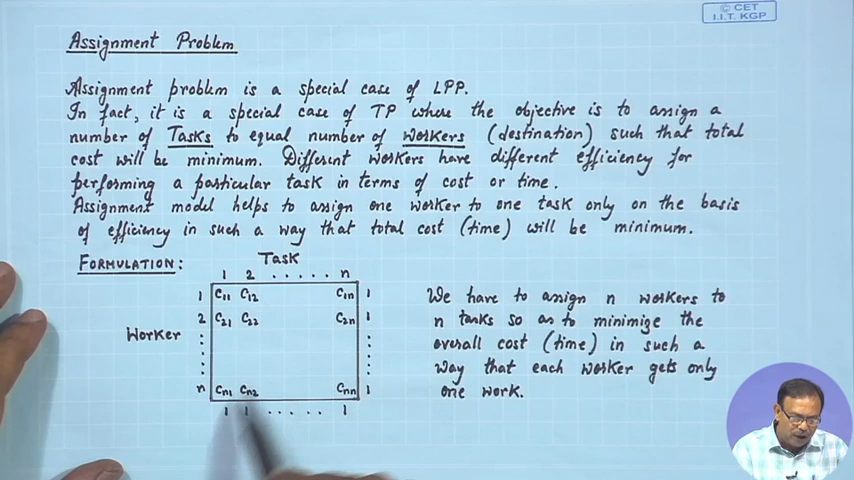 © CET
I.I.T. KGP
Assignment Problem
Assignment problem is a special case of LPP.
In fact, it is a special case of TP where the objective is to assign a
number of Tasks to equal number of workers (destination) such that total
cost will be minimum. Different workers have different efficiency for
performing a particular task in terms of cost or time.
Assignment model helps to assign one worker to one task only on the basis
of efficiency in such a way that total cost (time) will be minimum.
FORMULATION:
Task
1 2 . . . . . . n
1 C11 C12 C1n 1
2 C21 C22 C2n 1
Worker
n Cn1 Cn2 Cnn 1
1 1 . . . . . 1
We have to assign n workers to
n tasks so as to minimize the
overall cost (time) in such a
way that each worker gets only
one work.